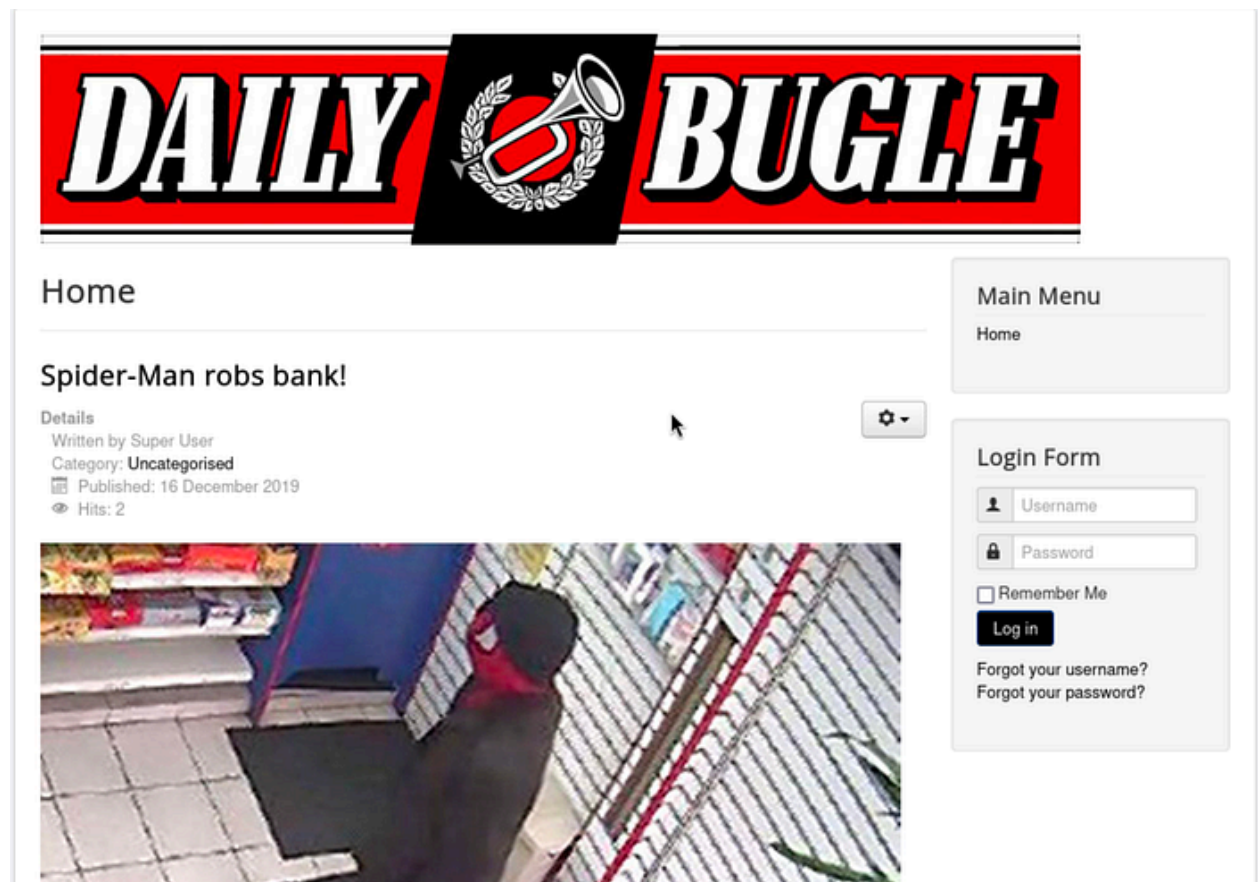 DAILY BUGLE
Home
Spider-Man robs bank!
Details
Written by Super User
Category: Uncategorised
Published: 16 December 2019
Hits: 2
Main Menu
Home
Login Form
Username
Password
Remember Me
Log in
Forgot your username?
Forgot your password?